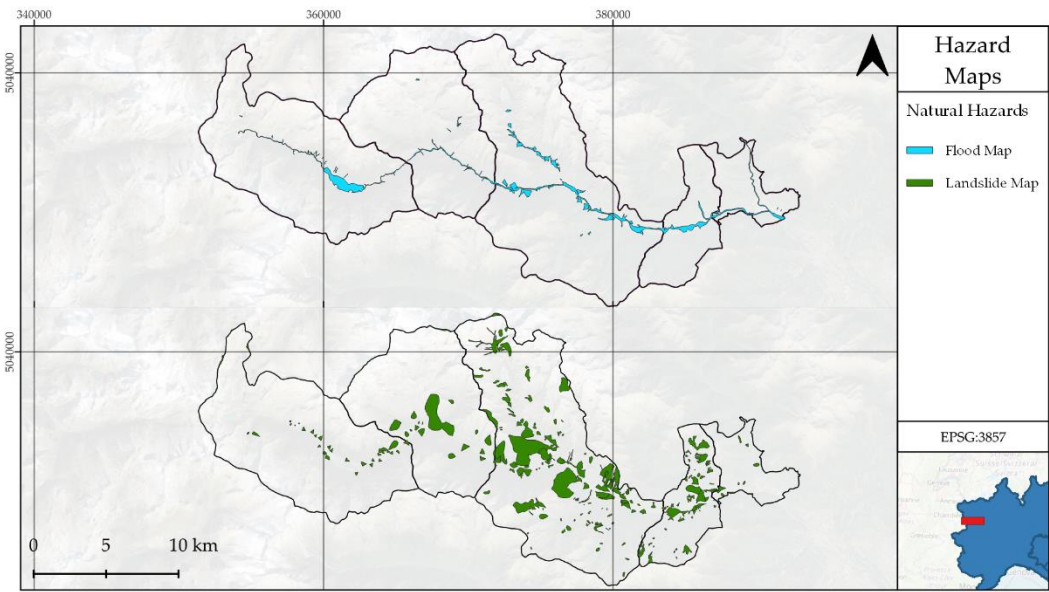 340000 360000 380000
5040000
Hazard
Maps
Natural Hazards
Flood Map
Landslide Map
5040000
EPSG:3857
0 5 10 km